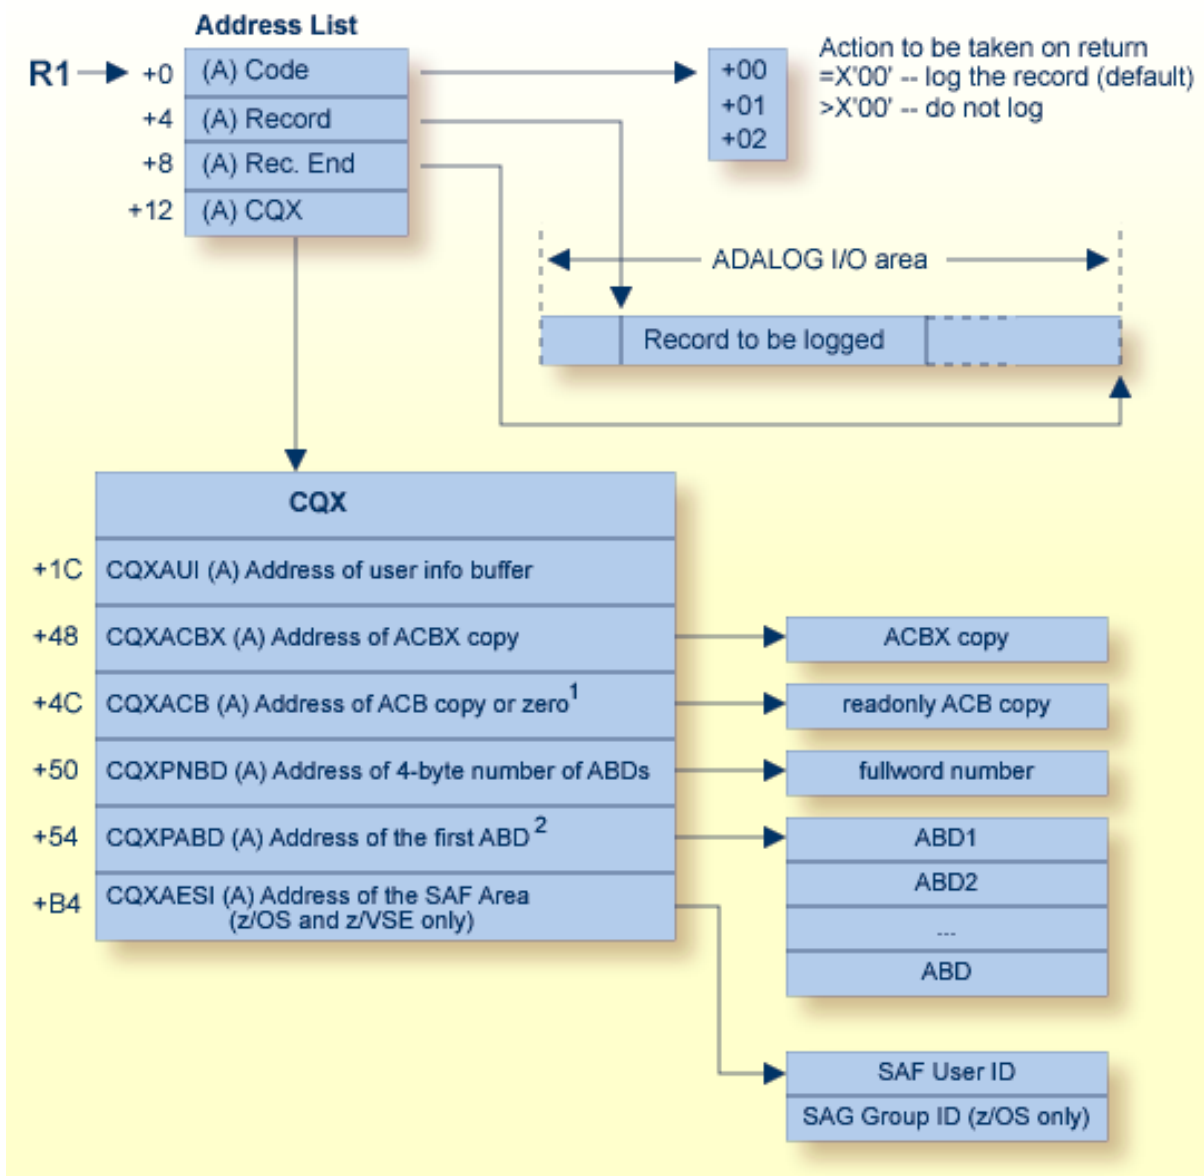 Address List
R1
+0
(A) Code
+4
(A) Record
+8
(A) Rec. End
+12
(A) CQX
+00
+01
+02
Action to be taken on return
=X'00' -- log the record (default)
>X'00' -- do not log
ADALOG I/O area
Record to be logged
CQX
+1C
CQXAUI (A) Address of user info buffer
+48
CQXACBX (A) Address of ACBX copy
ACBX copy
+4C
CQXACB (A) Address of ACB copy or zero1
readonly ACB copy
+50
CQXPNBD (A) Address of 4-byte number of ABDs
fullword number
+54
CQXPABD (A) Address of the first ABD2
ABD1
ABD2
...
ABD
+B4
CQXAESI (A) Address of the SAF Area
(z/OS and z/VSE only)
SAF User ID
SAG Group ID (z/OS only)